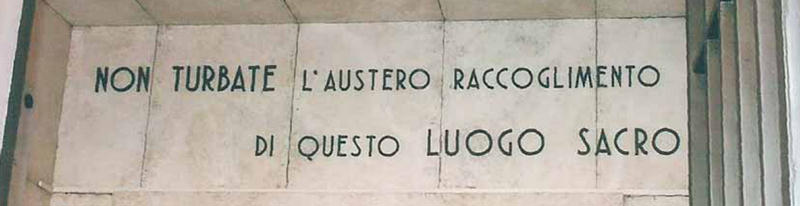 NON TURBATE L'AUSTERO RACCOGLIMENTO
DI QUESTO LUOGO SACRO